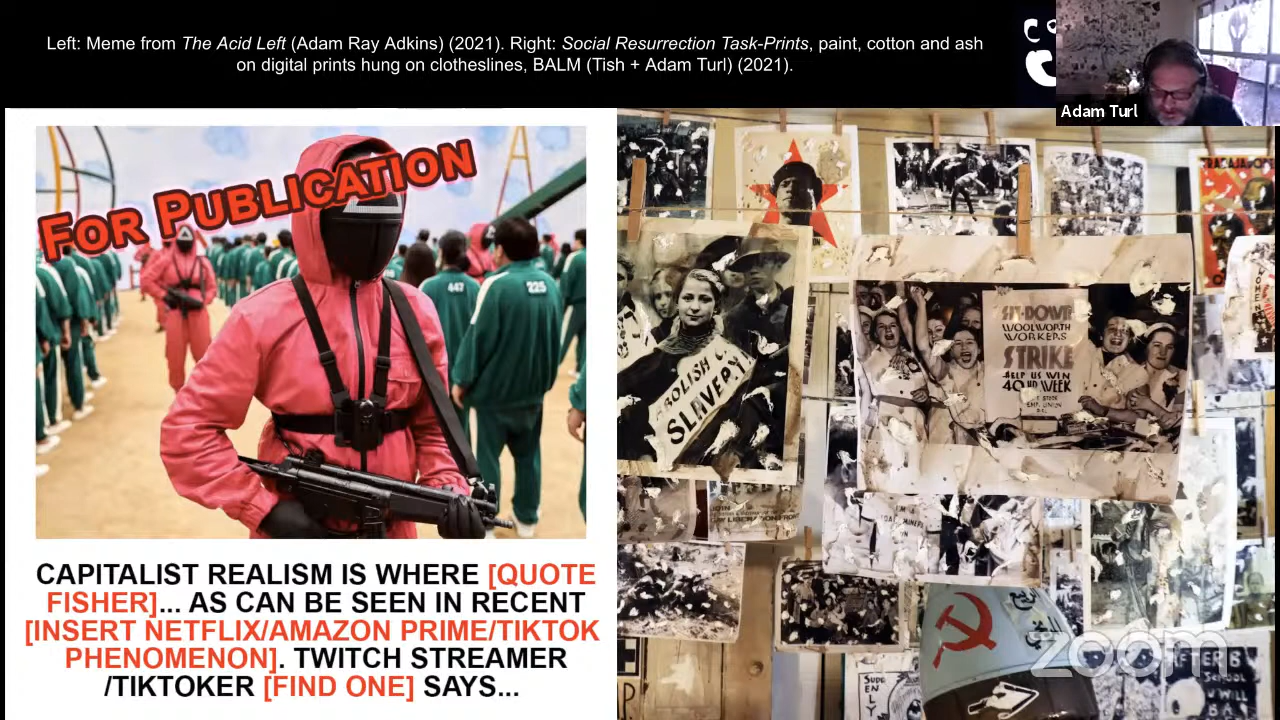 Left: Meme from The Acid Left (Adam Ray Adkins) (2021). Right: Social Resurrection Task-Prints, paint, cotton and ash
on digital prints hung on clotheslines, BALM (Tish + Adam Turl) (2021).
Adam Turl
FOR PUBLICATION
447
225
CAPITALIST REALISM IS WHERE [QUOTE
FISHER]... AS CAN BE SEEN IN RECENT
[INSERT NETFLIX/AMAZON PRIME/TIKTOK
PHENOMENON]. TWITCH STREAMER
/TIKTOKER [FIND ONE] SAYS...
SLAVERY
SIT-DOWN
WOOLWORTH
WORKERS
STRIKE
HELP US WIN
40 HR WEEK
SUDD
EN
LY
zoom